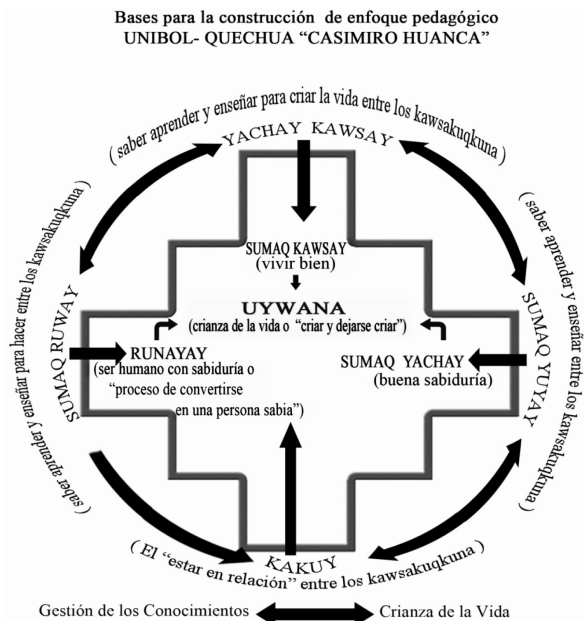 Bases para la construcción de enfoque pedagógico
UNIBOL- QUECHUA “CASIMIRO HUANCA”
( saber aprender y enseñar para criar la vida entre los kawsakuqkuna )
YACHAY KAWSAY
SUMAQ KAWSAY
(vivir bien)
UYWANA
(crianza de la vida o “criar y dejarse criar”)
( saber aprender y enseñar para hacer entre los kawsakuqkuna )
SUMAQ RUWAY
RUNAYAY
(ser humano con sabiduría o
“proceso de convertirse
en una persona sabia”)
SUMAQ YACHAY
(buena sabiduría)
SUMAQ YUYAY
( saber aprender y enseñar entre los kawsakuqkuna )
KAKUY
( El “estar en relación” entre los kawsakuqkuna )
Gestión de los Conocimientos
Crianza de la Vida